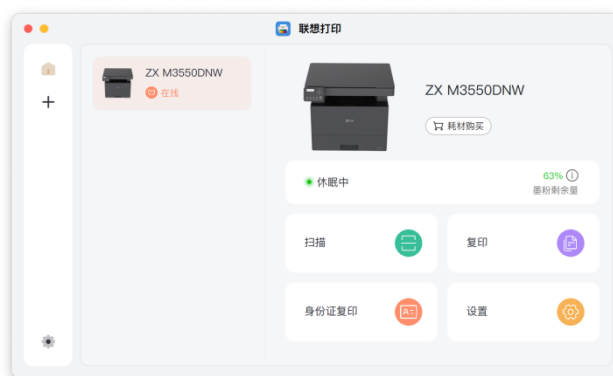 联想打印
ZX M3550DNW
在线
ZX M3550DNW
耗材购买
休眠中
63%
墨粉剩余量
扫描
复印
身份证复印
设置